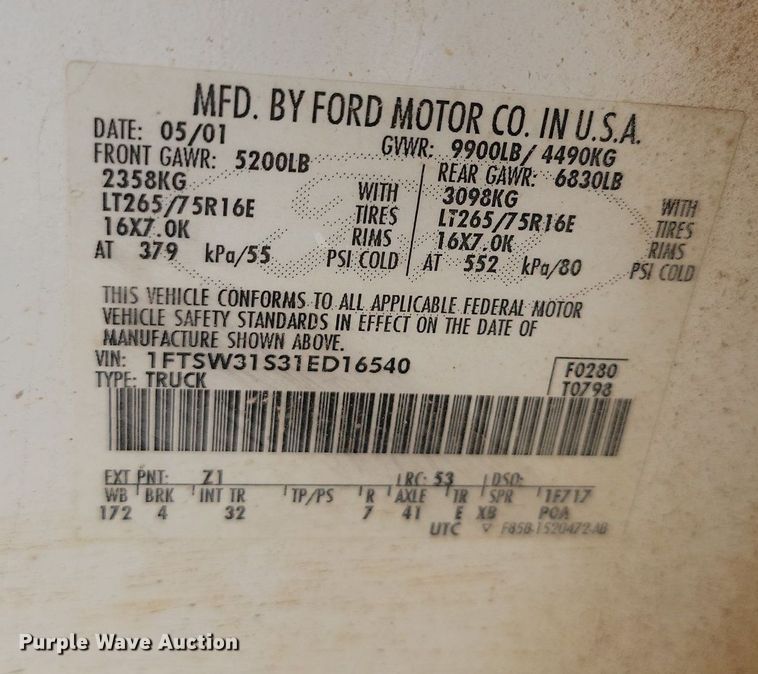 MFD. BY FORD MOTOR CO. IN U.S.A.
DATE: 05/01 GVWR: 9900LB/ 4490KG
FRONT GAWR: 5200LB REAR GAWR: 6830LB
2358KG WITH 3098KG WITH
LT265/75R16E TIRES LT265/75R16E TIRES
16X7.0K RIMS 16X7.0K RIMS
AT 379 kPa/55 PSI COLD AT 552 kPa/80 PSI COLD
THIS VEHICLE CONFORMS TO ALL APPLICABLE FEDERAL MOTOR
VEHICLE SAFETY STANDARDS IN EFFECT ON THE DATE OF
MANUFACTURE SHOWN ABOVE.
VIN: 1FTSW31S31ED16540 F0280
TYPE: TRUCK T0798
EXT PNT: Z1 RC: 53 DSO:
WB BRK INT TR TP/PS R AXLE TR SPR 1F717
172 4 32 7 41 E XB POA
UTC ▽ F85B-1520472-AB
Purple Wave Auction